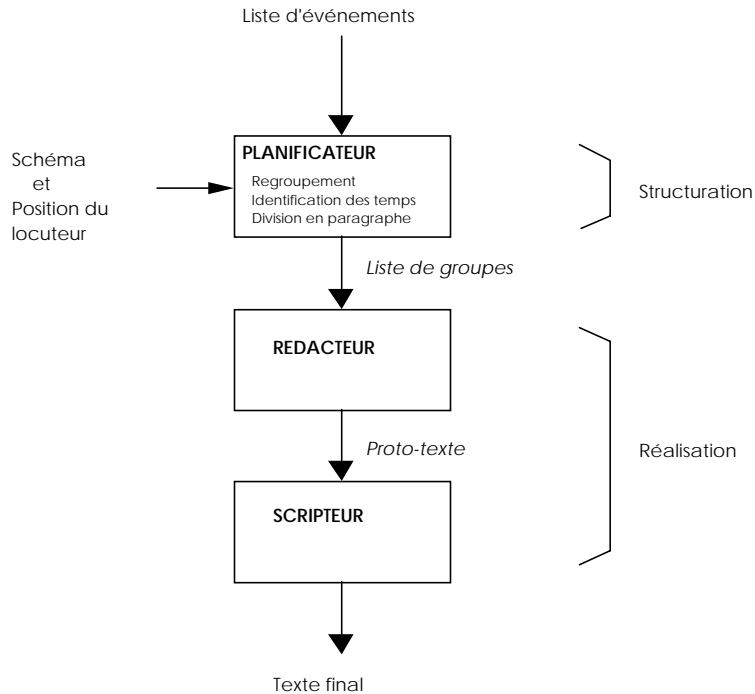 Liste d'événements
PLANIFICATEUR
Regroupement
Identification des temps
Division en paragraphe
Schéma
et
Position du
locuteur
Structuration
Liste de groupes
REDACTEUR
Proto-texte
Réalisation
SCRIPTEUR
Texte final